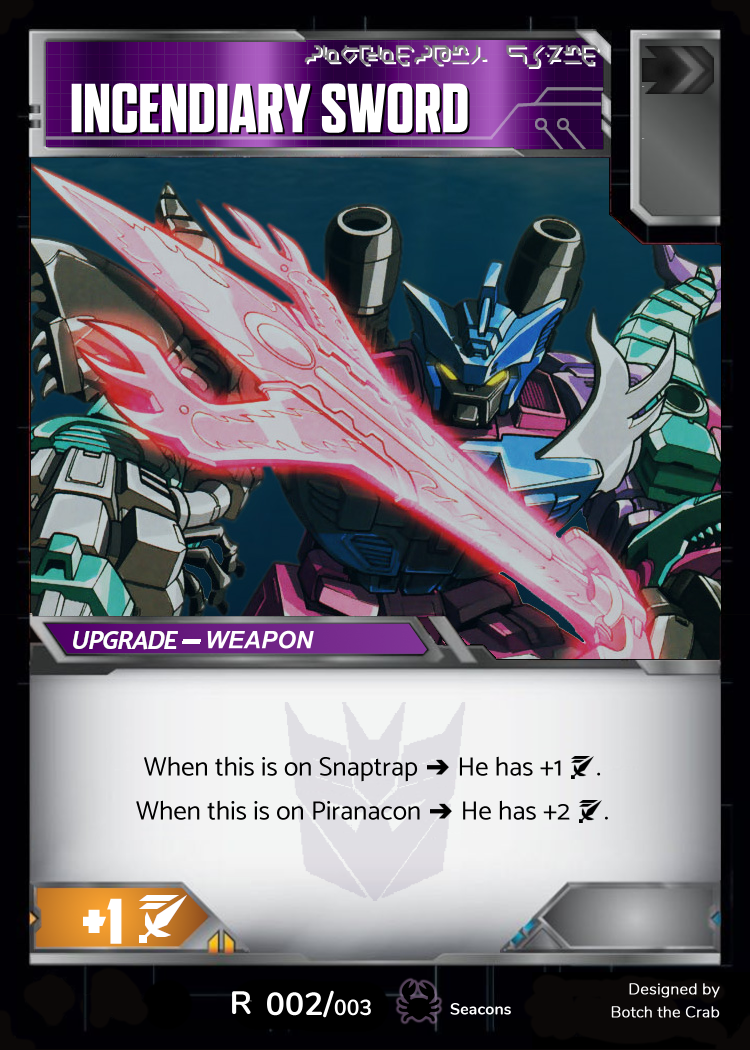 INCENDIARY SWORD
UPGRADE — WEAPON
When this is on Snaptrap ➔ He has +1 .
When this is on Piranacon ➔ He has +2 .
+1
R 002/003
Seacons
Designed by
Botch the Crab